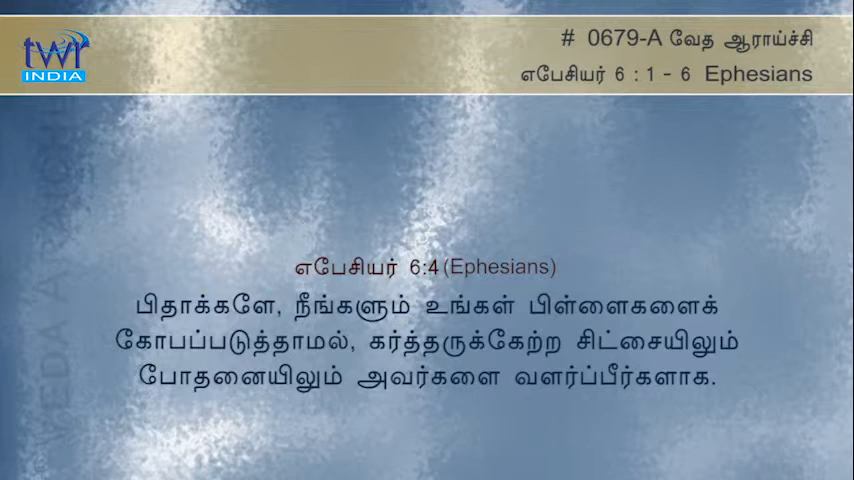 twr
INDIA
# 0679-A வேத ஆராய்ச்சி
எபேசியர் 6 : 1 - 6 Ephesians
எபேசியர் 6:4 (Ephesians)
பிதாக்களே, நீங்களும் உங்கள் பிள்ளைகளைக்
கோபப்படுத்தாமல், கர்த்தருக்கேற்ற சிட்சையிலும்
போதனையிலும் அவர்களை வளர்ப்பீர்களாக.